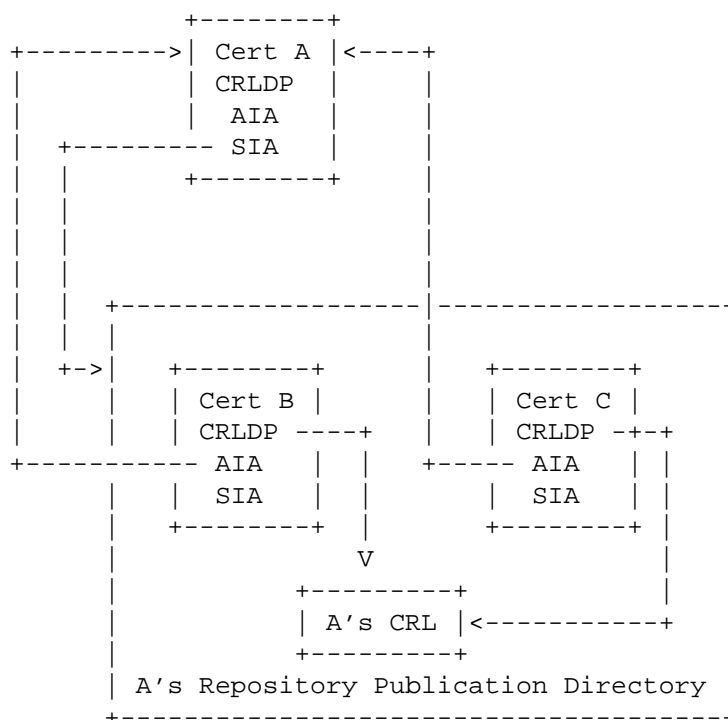 Cert A
CRLDP
AIA
SIA
Cert B Cert C
CRLDP CRLDP
AIA AIA
SIA SIA
A's CRL
A's Repository Publication Directory